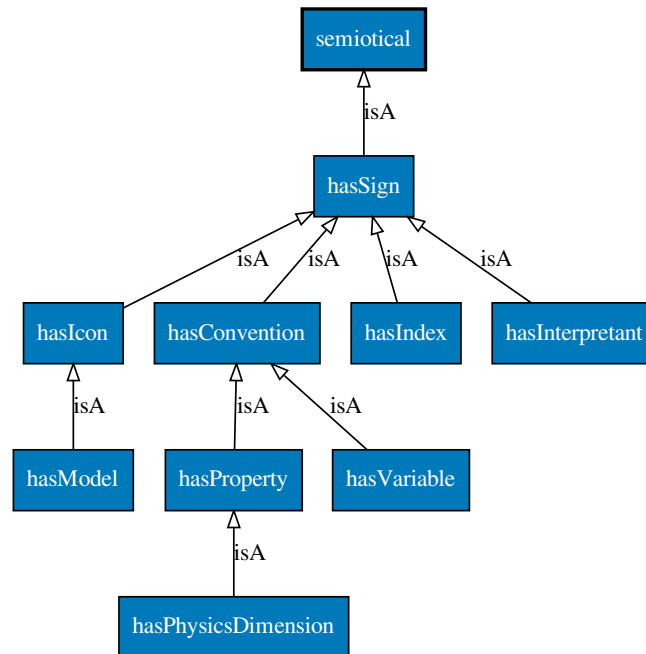 semiotical
isA
hasSign
isA
isA
isA
isA
hasIcon
hasConvention
hasIndex
hasInterpretant
isA
isA
isA
hasModel
hasProperty
hasVariable
isA
hasPhysicsDimension